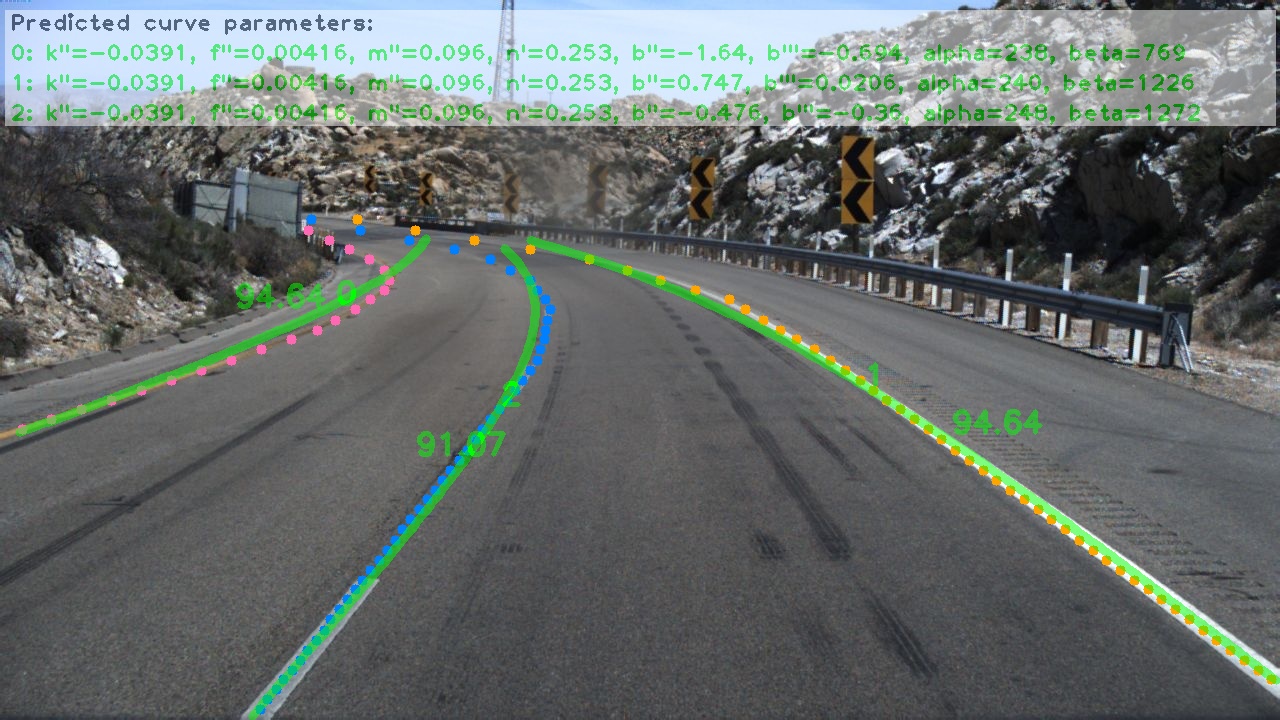 Predicted curve parameters:
0: k''=-0.0391, f''=0.00416, m''=0.096, n'=0.253, b''=-1.64, b'''=-0.694, alpha=238, beta=769
1: k''=-0.0391, f''=0.00416, m''=0.096, n'=0.253, b''=0.747, b'''=0.0206, alpha=240, beta=1226
2: k''=-0.0391, f''=0.00416, m''=0.096, n'=0.253, b''=-0.476, b'''=-0.36, alpha=248, beta=1272
94.64 0
1
2
94.64
91.07